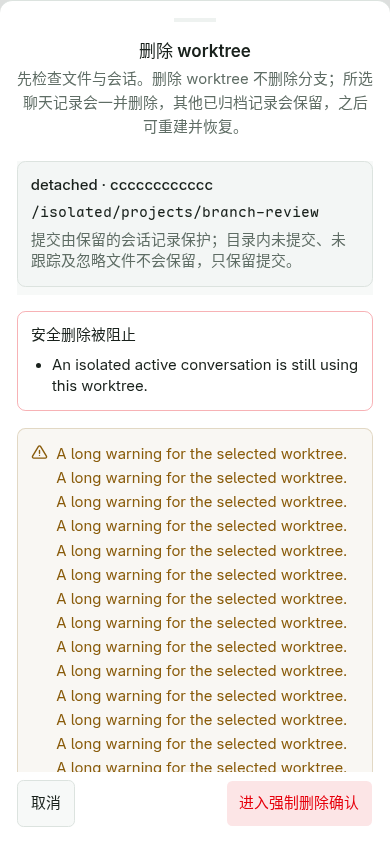 删除 worktree
先检查文件与会话。删除 worktree 不删除分支；所选
聊天记录会一并删除，其他已归档记录会保留，之后
可重建并恢复。
detached · cccccccccccc
/isolated/projects/branch-review
提交由保留的会话记录保护；目录内未提交、未
跟踪及忽略文件不会保留，只保留提交。
安全删除被阻止
• An isolated active conversation is still using
this worktree.
A long warning for the selected worktree.
A long warning for the selected worktree.
A long warning for the selected worktree.
A long warning for the selected worktree.
A long warning for the selected worktree.
A long warning for the selected worktree.
A long warning for the selected worktree.
A long warning for the selected worktree.
A long warning for the selected worktree.
A long warning for the selected worktree.
A long warning for the selected worktree.
A long warning for the selected worktree.
A long warning for the selected worktree.
A long warning for the selected worktree.
取消
进入强制删除确认